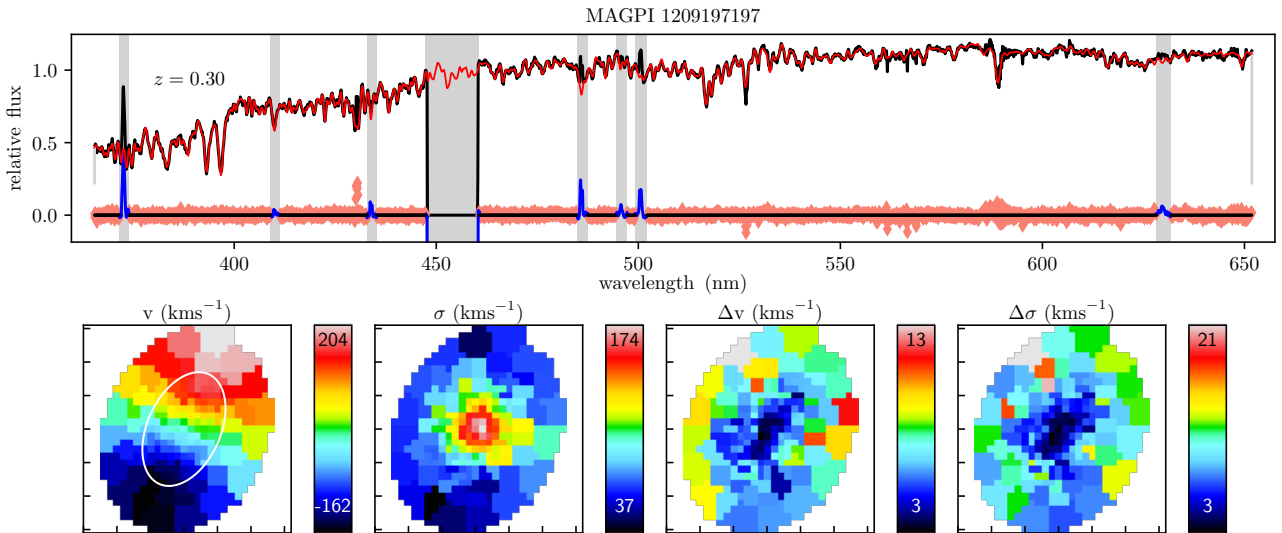 MAGPI 1209197197
relative flux
1.0
0.5
0.0
z = 0.30
400 450 500 550 600 650
wavelength (nm)
v (kms⁻¹) σ (kms⁻¹) Δv (kms⁻¹) Δσ (kms⁻¹)
204 174 13 21
-162 37 3 3